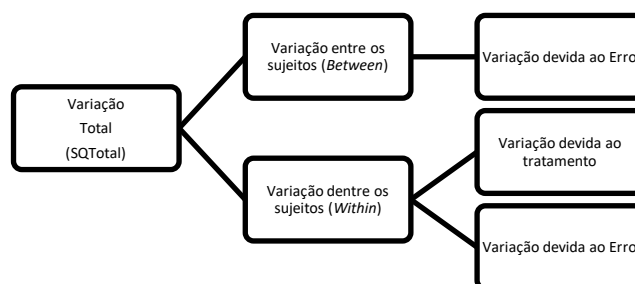 Variação
Total
(SQTotal)
Variação entre os
sujeitos (Between)
Variação devida ao Erro
Variação dentre os
sujeitos (Within)
Variação devida ao
tratamento
Variação devida ao Erro